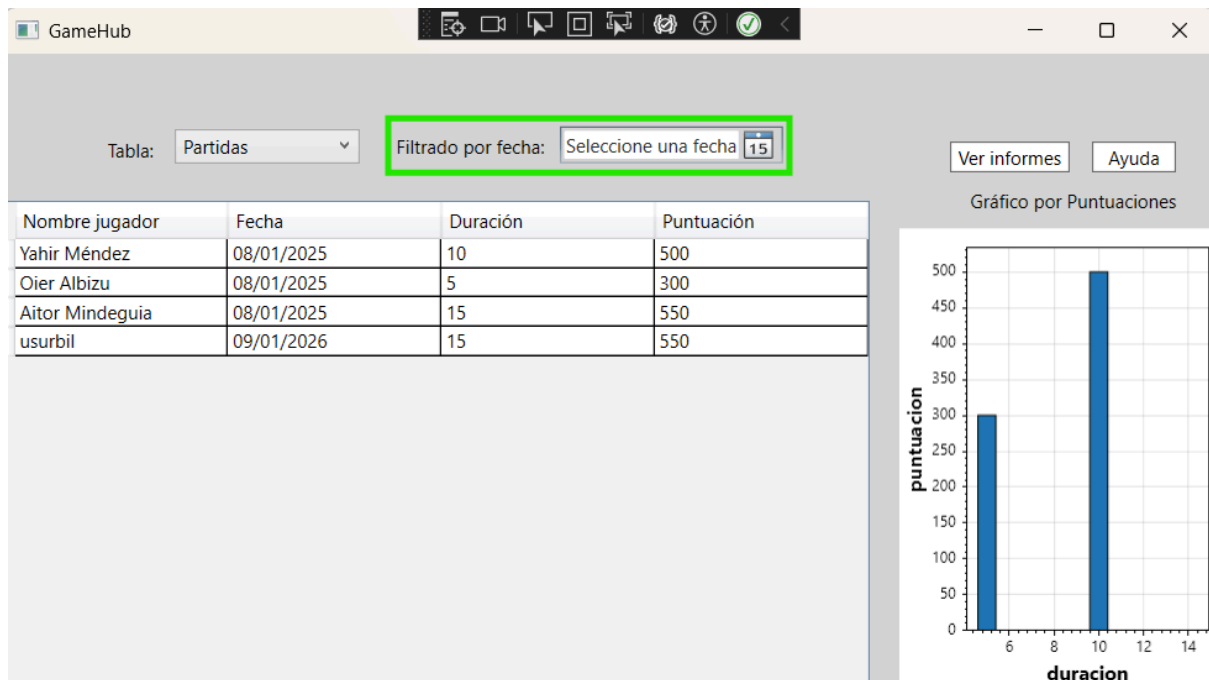 GameHub
Tabla: Partidas Filtrado por fecha: Seleccione una fecha 15
Ver informes Ayuda
Gráfico por Puntuaciones
Nombre jugador Fecha Duración Puntuación
Yahir Méndez 08/01/2025 10 500
Oier Albizu 08/01/2025 5 300
Aitor Mindeguia 08/01/2025 15 550
usurbil 09/01/2026 15 550
puntuacion
500
450
400
350
300
250
200
150
100
50
0
6 8 10 12 14
duracion